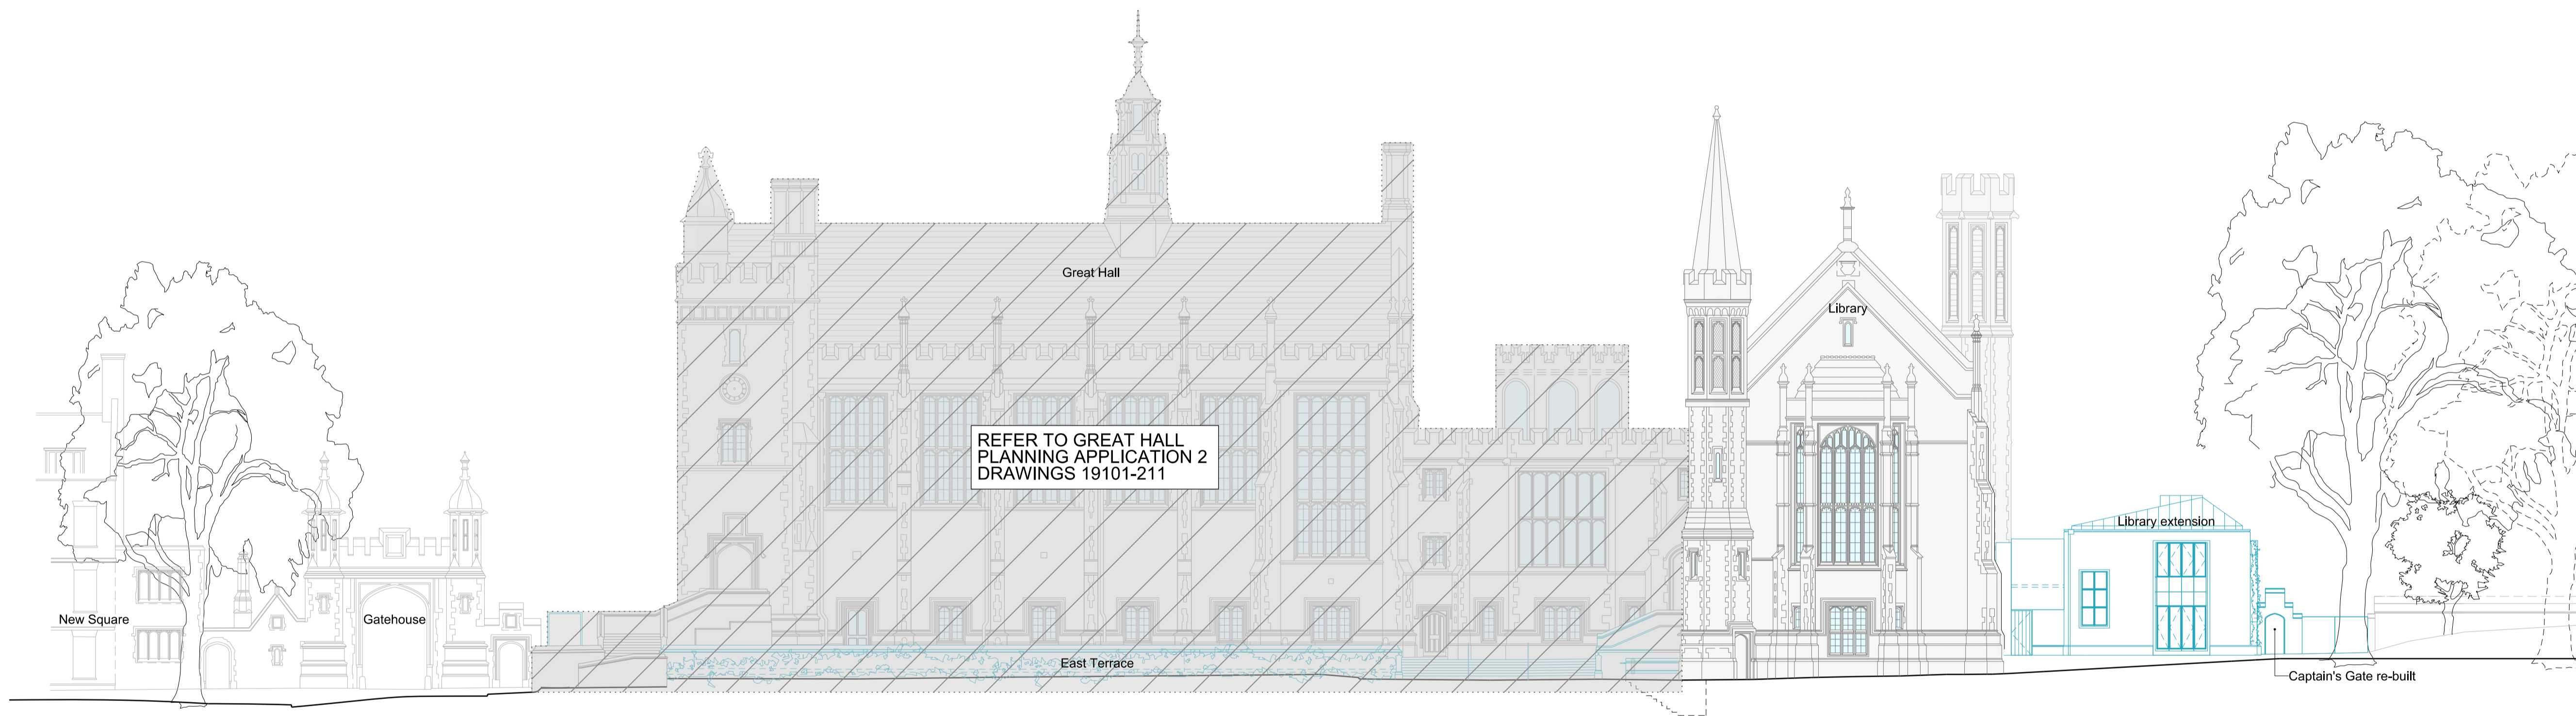 Great Hall
Library
REFER TO GREAT HALL
PLANNING APPLICATION 2
DRAWINGS 19101-211
Library extension
New Square
Gatehouse
East Terrace
Captain's Gate re-built